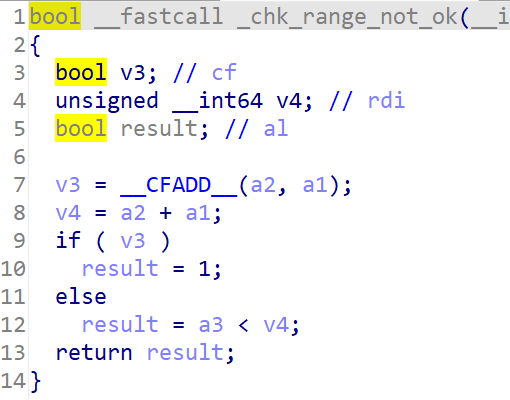 1 bool __fastcall _chk_range_not_ok(__i
2 {
3   bool v3; // cf
4   unsigned __int64 v4; // rdi
5   bool result; // al
6
7   v3 = __CFADD__(a2, a1);
8   v4 = a2 + a1;
9   if ( v3 )
10     result = 1;
11   else
12     result = a3 < v4;
13   return result;
14 }